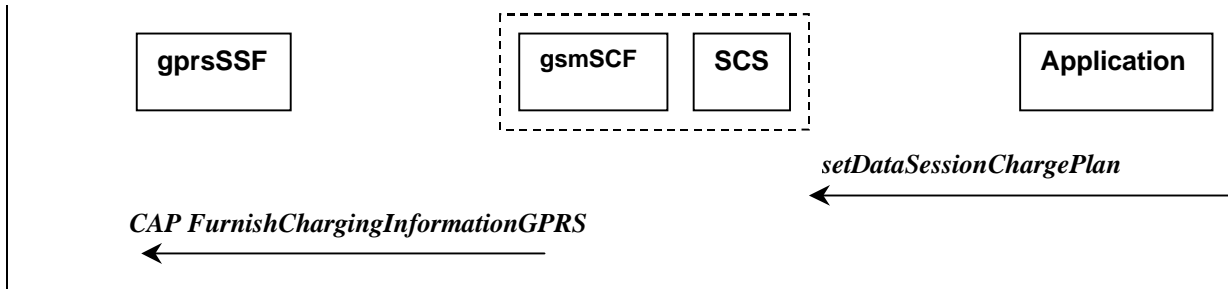 gprsSSF
gsmSCF
SCS
Application
setDataSessionChargePlan
CAP FurnishChargingInformationGPRS